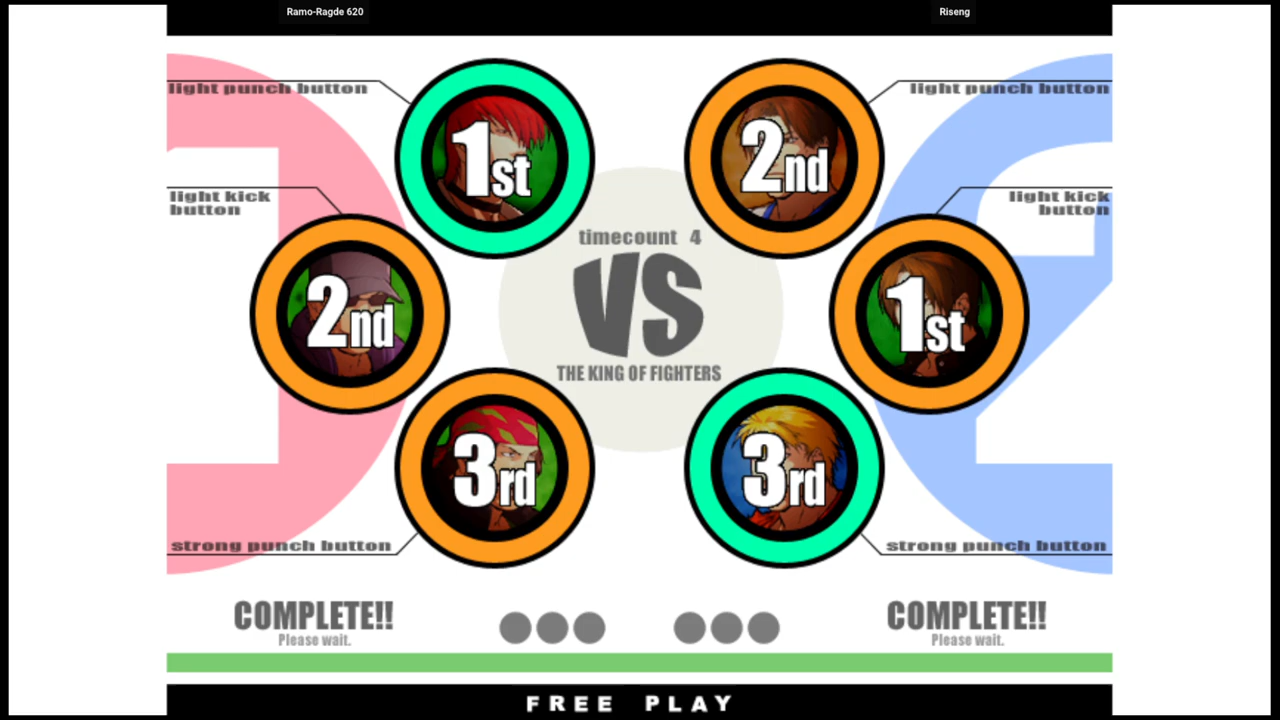 Ramo-Ragde 620
Riseng
light punch button
light punch button
1st
2nd
light kick
button
light kick
button
timecount 4
VS
THE KING OF FIGHTERS
2nd
1st
3rd
3rd
strong punch button
strong punch button
COMPLETE!!
Please wait.
COMPLETE!!
Please wait.
FREE PLAY